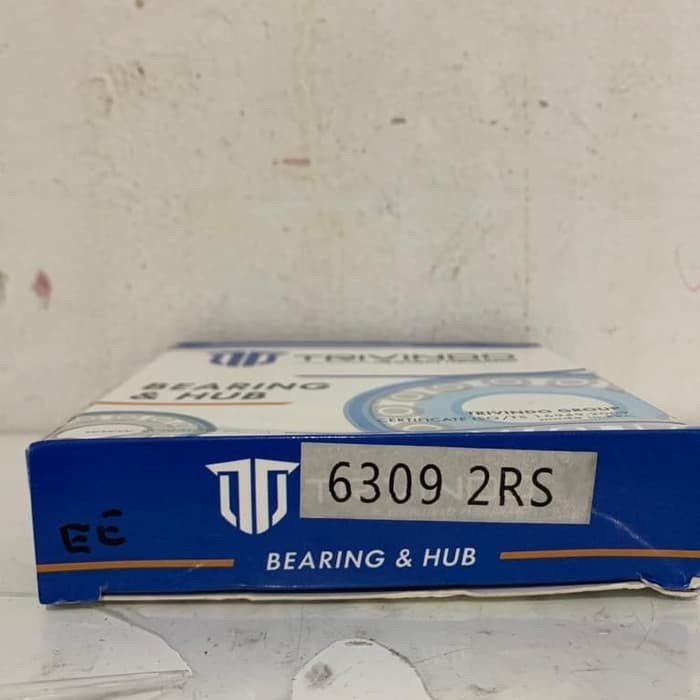 TRIVINDO
BEARING
& HUB
TRIVINDO GROUP
6309 2RS
EE
BEARING & HUB